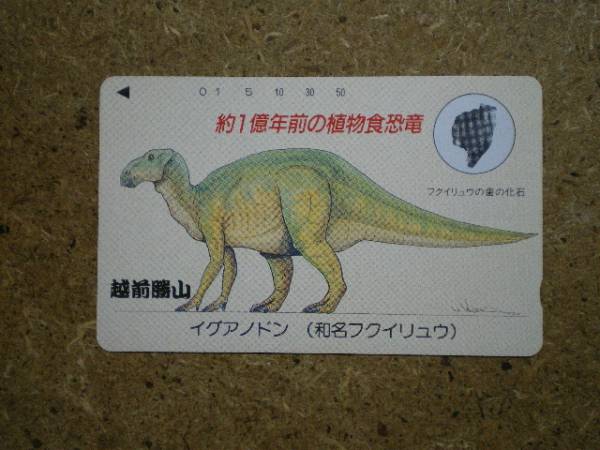 ◀ 0 1 5 10 30 50
約1億年前の植物食恐竜
フクイリュウの歯の化石
越前勝山
イグアノドン (和名フクイリュウ)